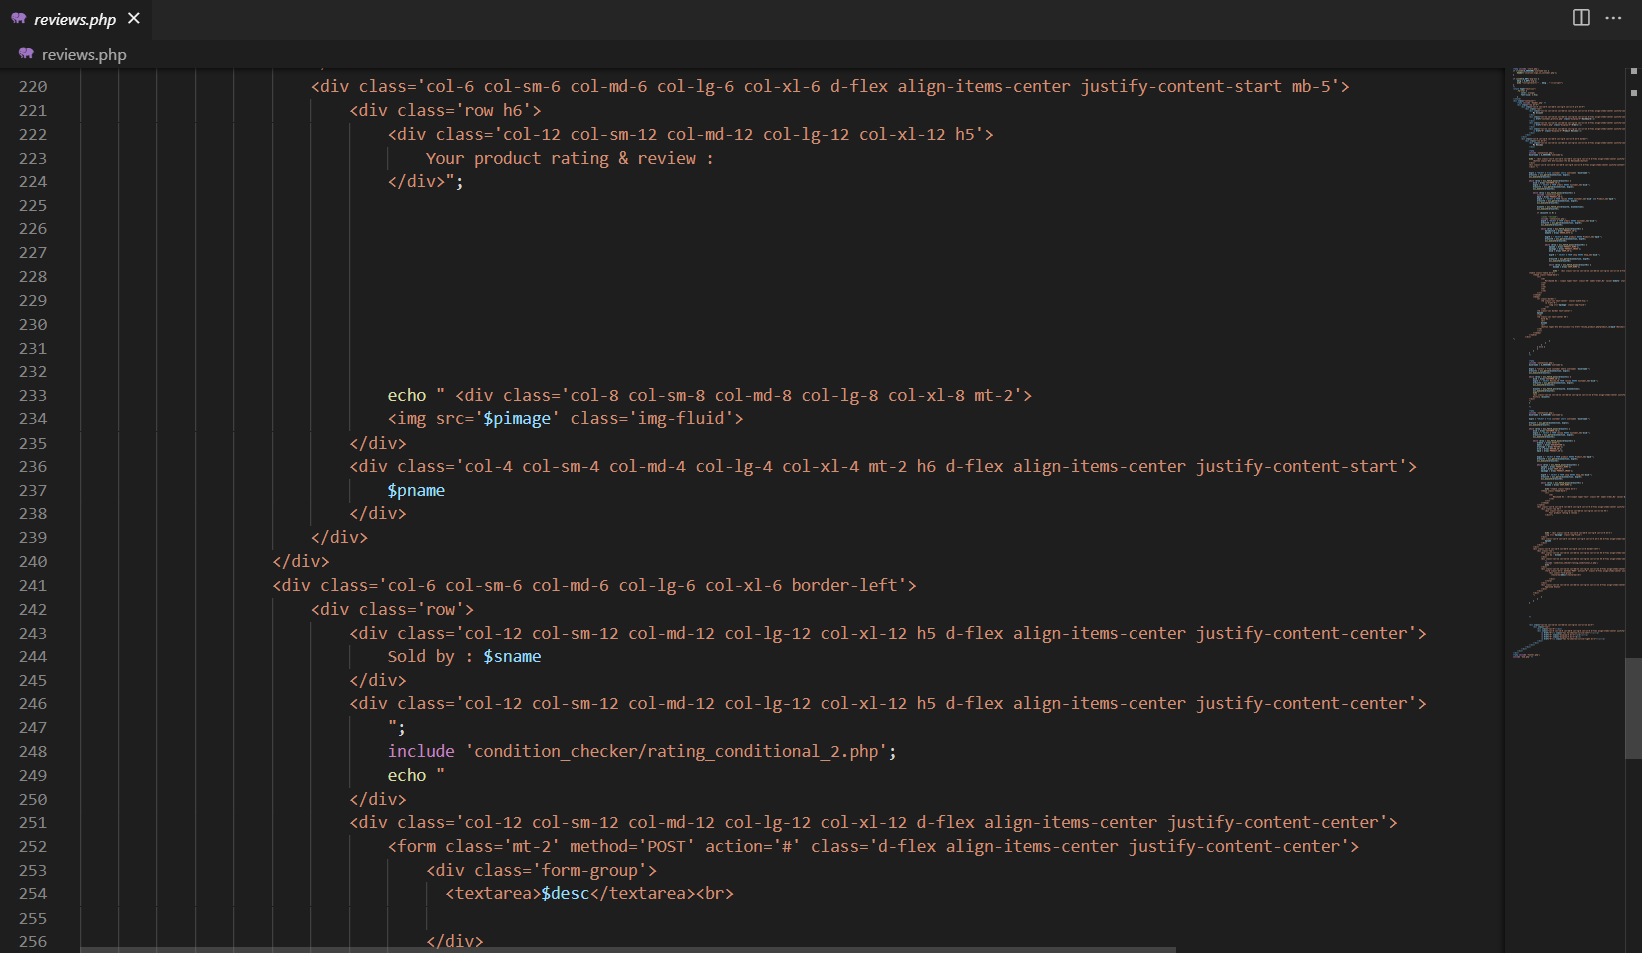 reviews.php
reviews.php
220 <div class='col-6 col-sm-6 col-md-6 col-lg-6 col-xl-6 d-flex align-items-center justify-content-start mb-5'>
221 <div class='row h6'>
222 <div class='col-12 col-sm-12 col-md-12 col-lg-12 col-xl-12 h5'>
223 Your product rating & review :
224 </div>";
225
226
227
228
229
230
231
232
233 echo " <div class='col-8 col-sm-8 col-md-8 col-lg-8 col-xl-8 mt-2'>
234 <img src='$pimage' class='img-fluid'>
235 </div>
236 <div class='col-4 col-sm-4 col-md-4 col-lg-4 col-xl-4 mt-2 h6 d-flex align-items-center justify-content-start'>
237 $pname
238 </div>
239 </div>
240 </div>
241 <div class='col-6 col-sm-6 col-md-6 col-lg-6 col-xl-6 border-left'>
242 <div class='row'>
243 <div class='col-12 col-sm-12 col-md-12 col-lg-12 col-xl-12 h5 d-flex align-items-center justify-content-center'>
244 Sold by : $sname
245 </div>
246 <div class='col-12 col-sm-12 col-md-12 col-lg-12 col-xl-12 h5 d-flex align-items-center justify-content-center'>
247 ";
248 include 'condition_checker/rating_conditional_2.php';
249 echo "
250 </div>
251 <div class='col-12 col-sm-12 col-md-12 col-lg-12 col-xl-12 d-flex align-items-center justify-content-center'>
252 <form class='mt-2' method='POST' action='#' class='d-flex align-items-center justify-content-center'>
253 <div class='form-group'>
254 <textarea>$desc</textarea><br>
255
256 </div>